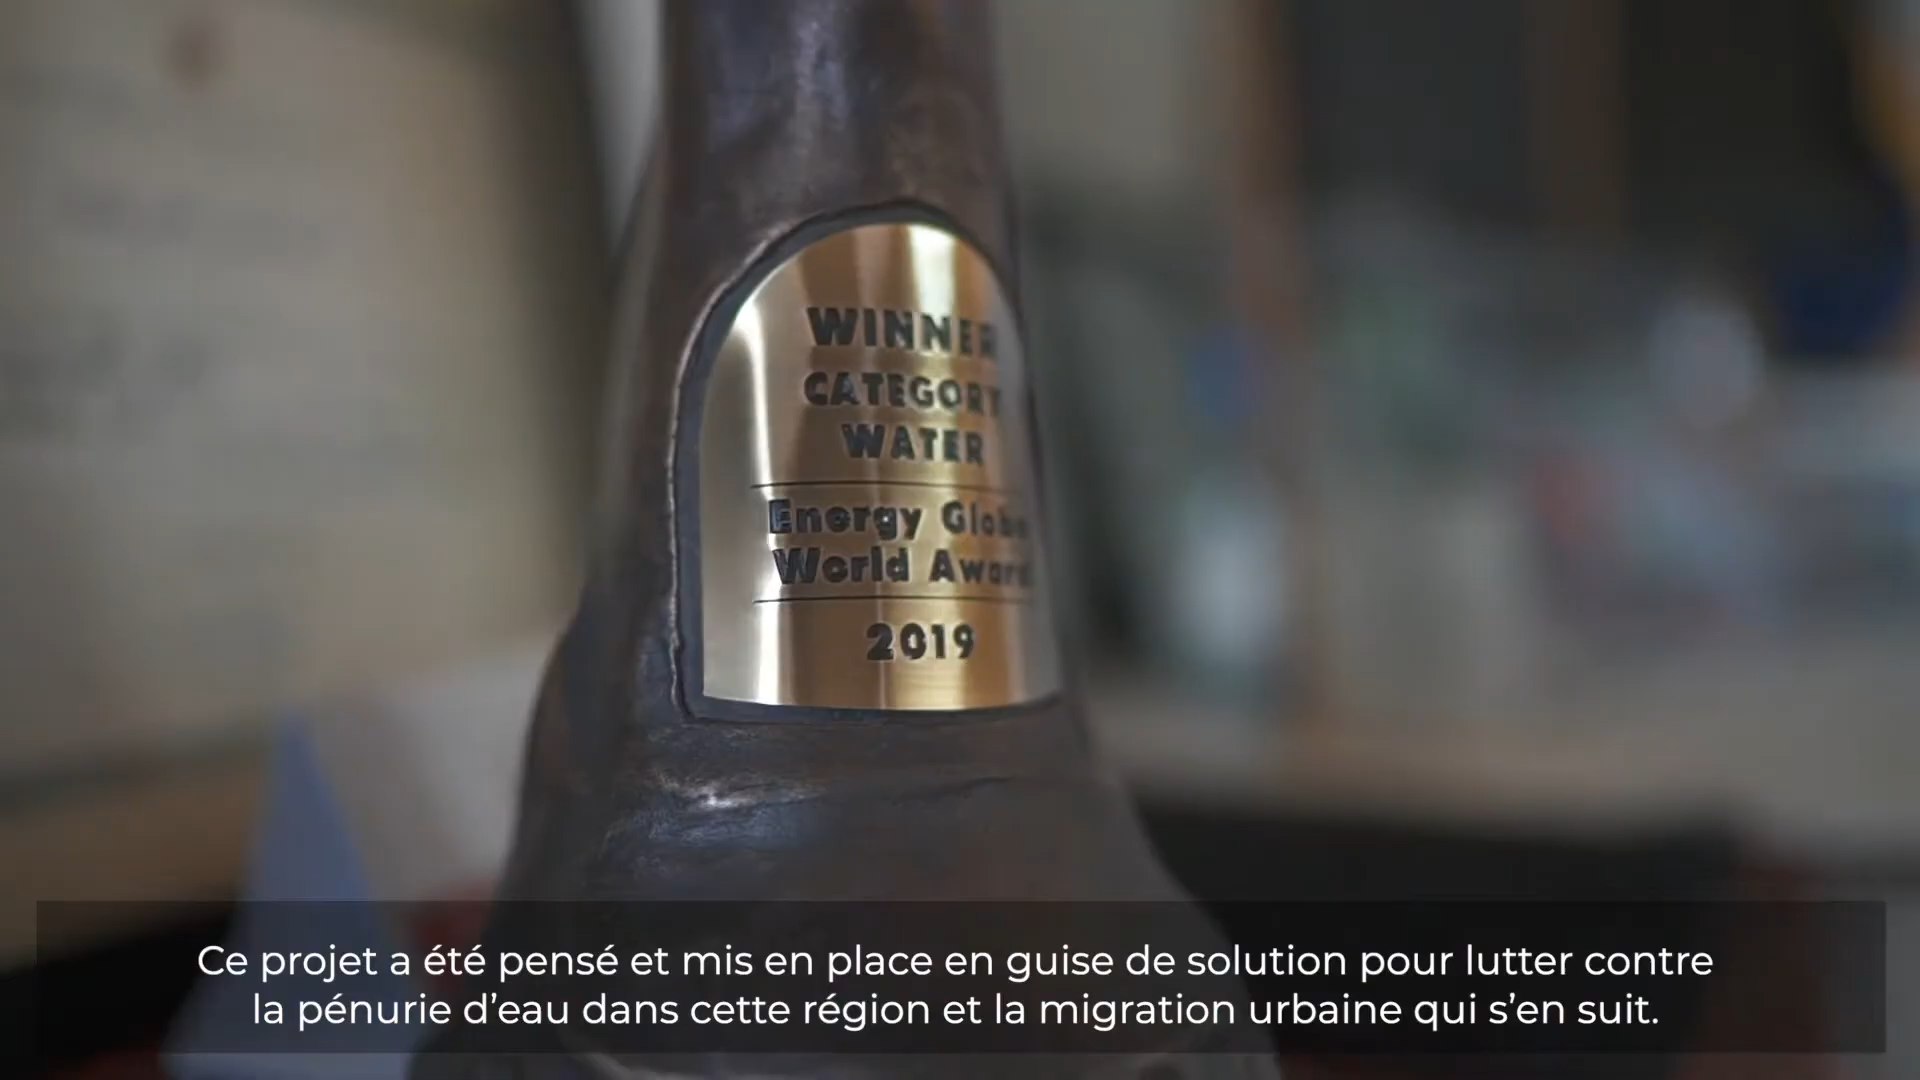 WINNER
CATEGORY
WATER
Energy Globe
World Award
2019
Ce projet a été pensé et mis en place en guise de solution pour lutter contre
la pénurie d’eau dans cette région et la migration urbaine qui s’en suit.